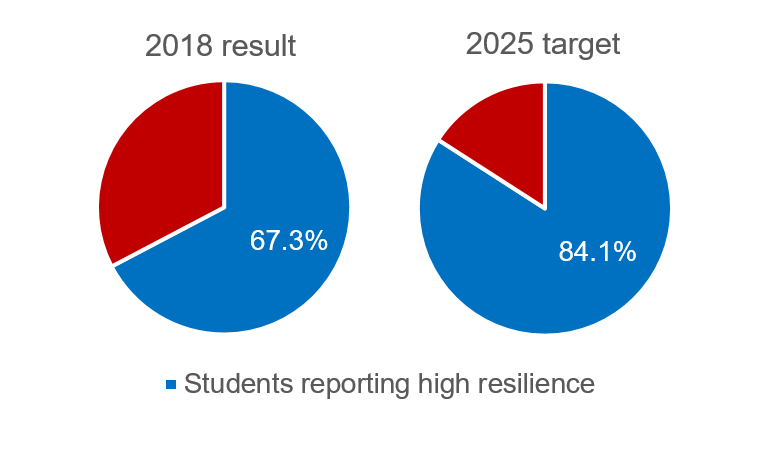 2018 result
2025 target
67.3%
84.1%
Students reporting high resilience